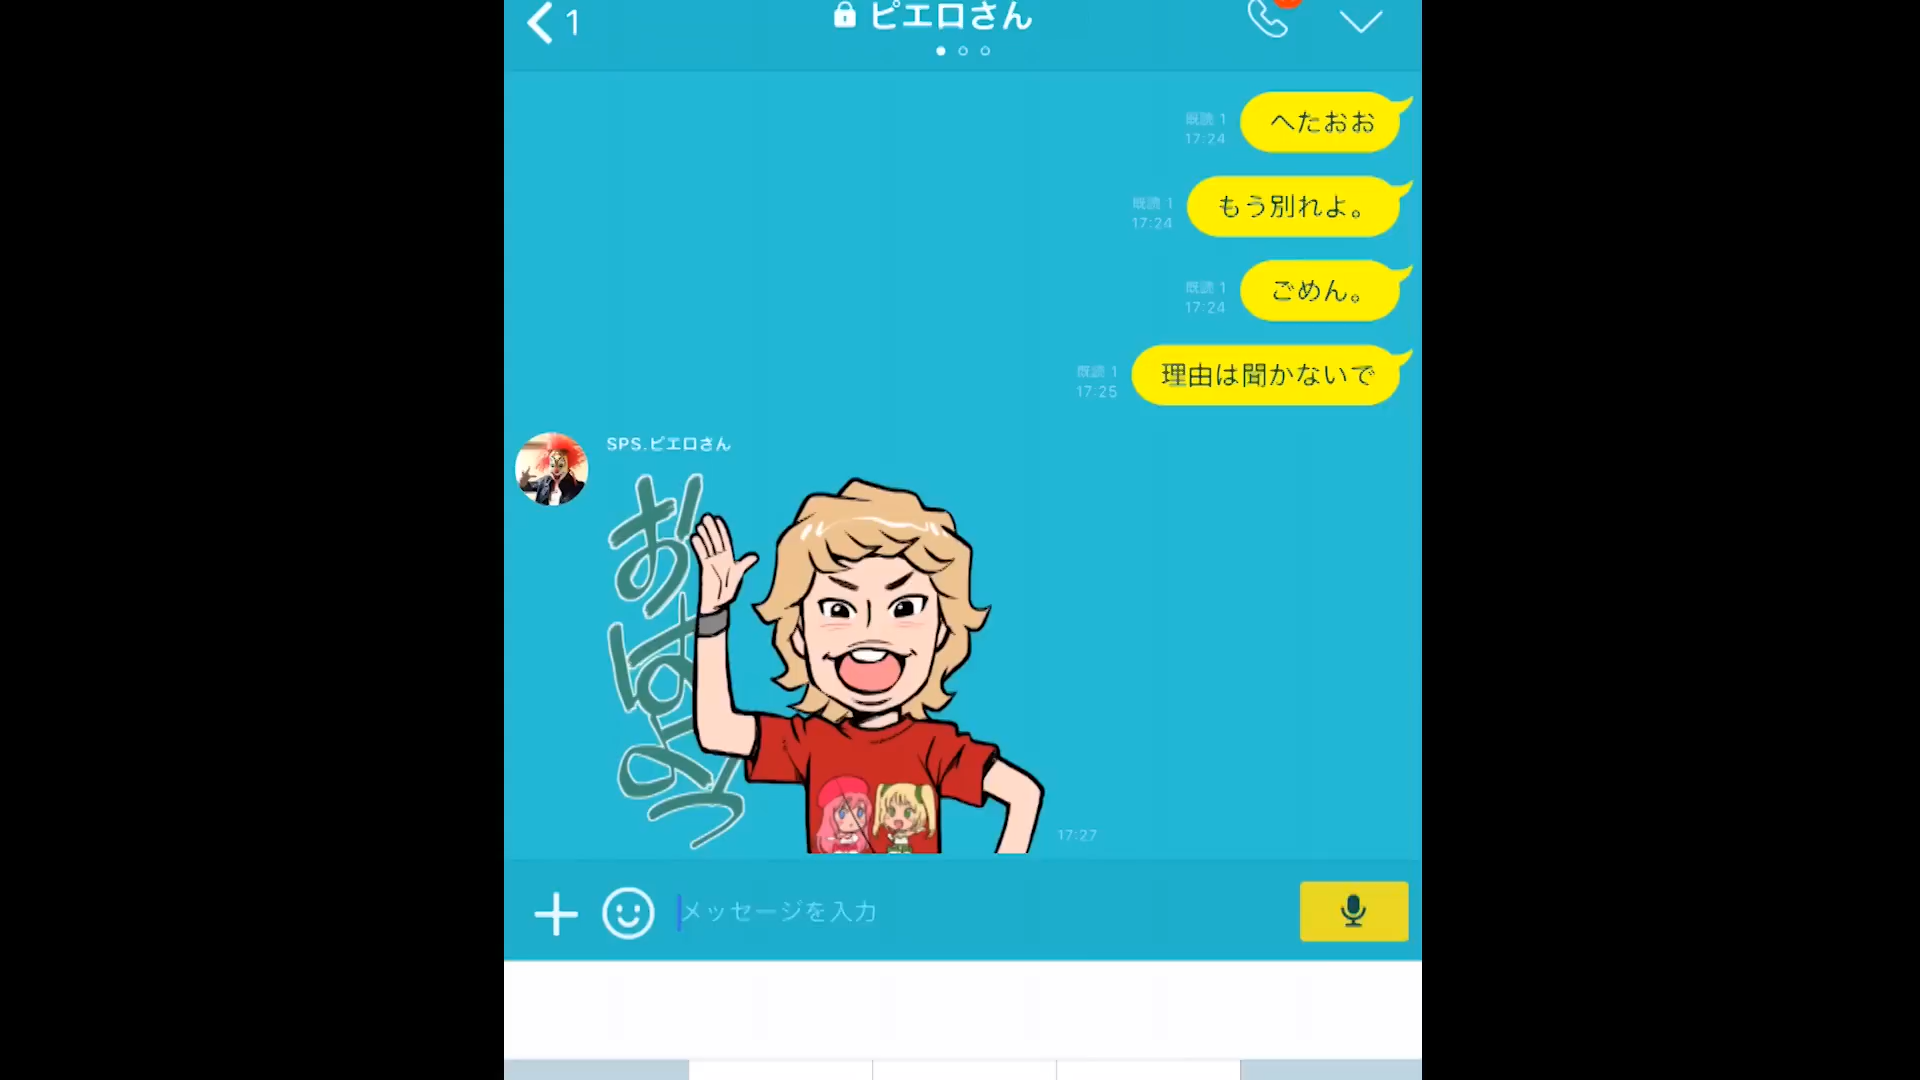 1
ピエロさん
既読 1
17:24
へたおお
既読 1
17:24
もう別れよ。
既読 1
17:24
ごめん。
既読 1
17:25
理由は聞かないで
SPS.ピエロさん
おはよう
17:27
メッセージを入力